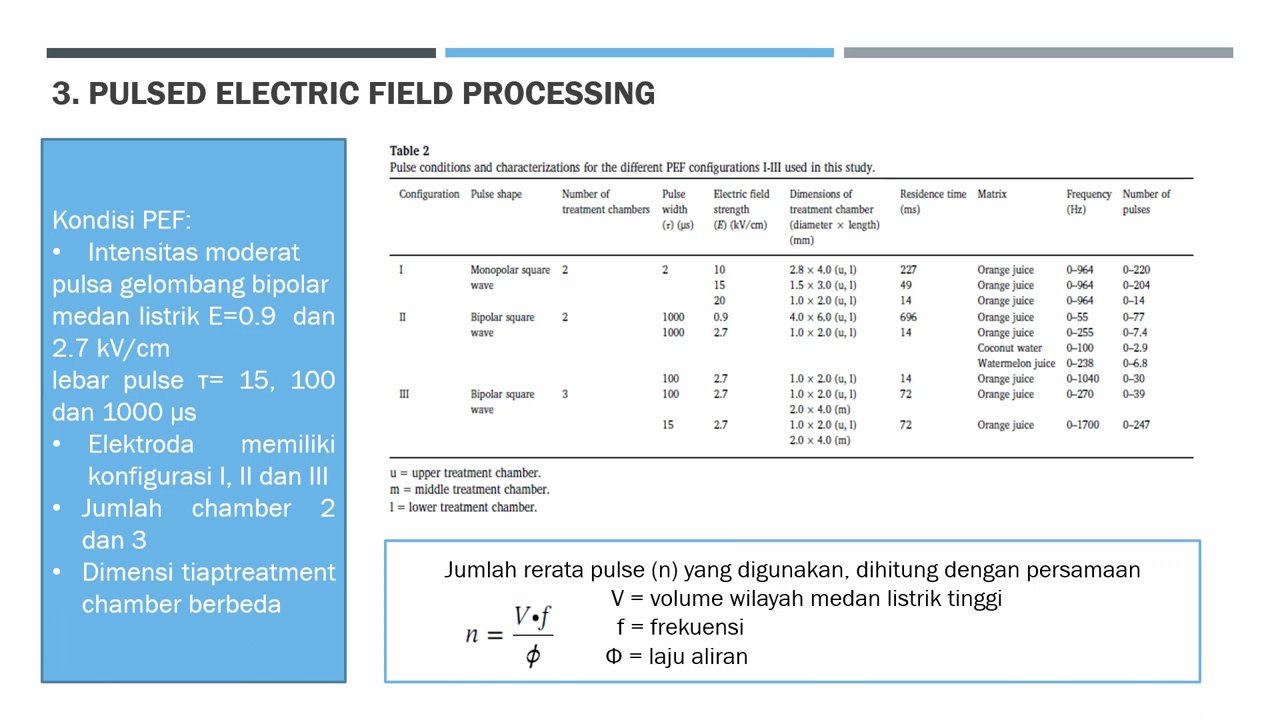 3. PULSED ELECTRIC FIELD PROCESSING
Kondisi PEF:
• Intensitas moderat
pulsa gelombang bipolar
medan listrik E=0.9 dan
2.7 kV/cm
lebar pulse τ= 15, 100
dan 1000 µs
• Elektroda memiliki
konfigurasi I, II dan III
• Jumlah chamber 2
dan 3
• Dimensi tiaptreatment
chamber berbeda
Table 2
Pulse conditions and characterizations for the different PEF configurations I-III used in this study.
Configuration Pulse shape Number of Pulse Electric field Dimensions of Residence time Matrix Frequency Number of
treatment chambers width strength treatment chamber (ms) (Hz) pulses
(τ) (µs) (E) (kV/cm) (diameter × length)
(mm)
I Monopolar square 2 2 10 2.8 × 4.0 (u, l) 227 Orange juice 0–964 0–220
wave 15 1.5 × 3.0 (u, l) 49 Orange juice 0–964 0–204
20 1.0 × 2.0 (u, l) 14 Orange juice 0–964 0–14
II Bipolar square 2 1000 0.9 4.0 × 6.0 (u, l) 696 Orange juice 0–55 0–77
wave 1000 2.7 1.0 × 2.0 (u, l) 14 Orange juice 0–255 0–7.4
Coconut water 0–100 0–2.9
Watermelon juice 0–238 0–6.8
100 2.7 1.0 × 2.0 (u, l) 14 Orange juice 0–1040 0–30
III Bipolar square 3 100 2.7 1.0 × 2.0 (u, l) 72 Orange juice 0–270 0–39
wave 2.0 × 4.0 (m)
15 2.7 1.0 × 2.0 (u, l) 72 Orange juice 0–1700 0–247
2.0 × 4.0 (m)
u = upper treatment chamber.
m = middle treatment chamber.
l = lower treatment chamber.
Jumlah rerata pulse (n) yang digunakan, dihitung dengan persamaan
n = V•f / ϕ
V = volume wilayah medan listrik tinggi
f = frekuensi
Φ = laju aliran